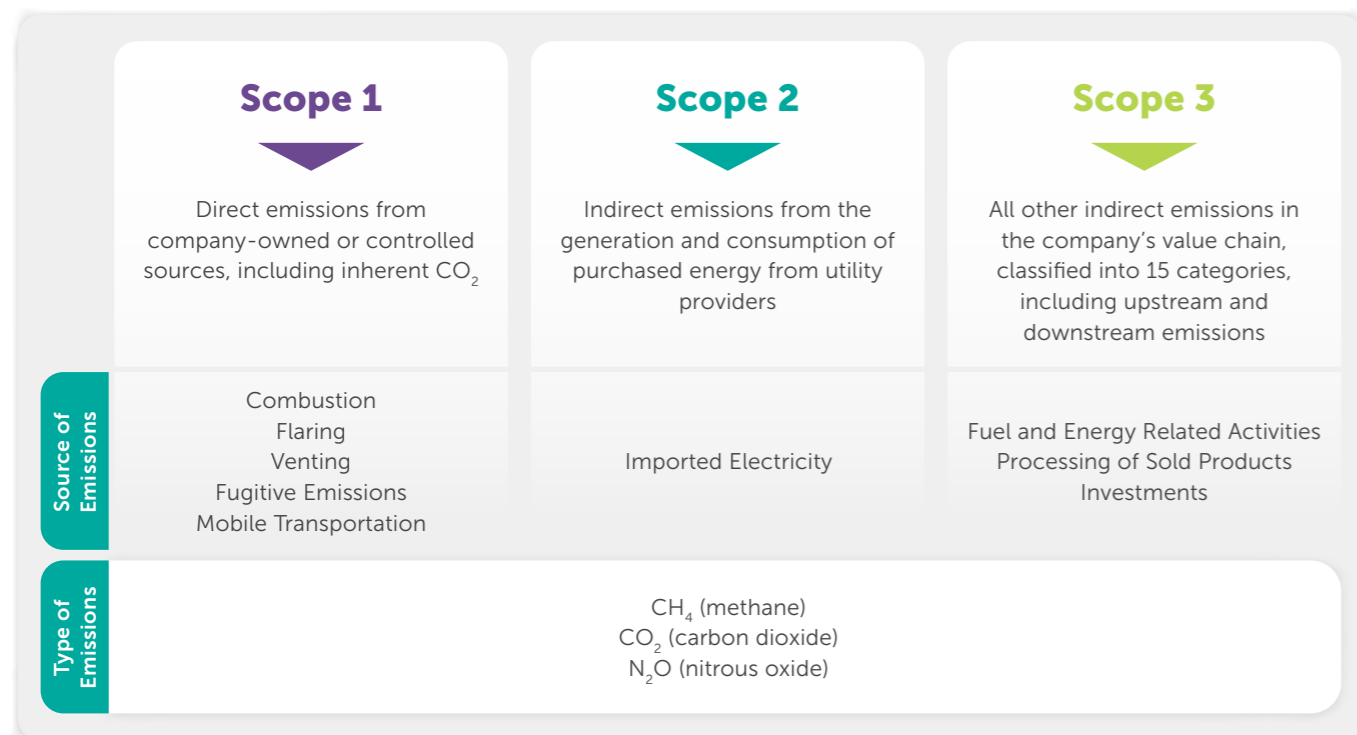 Scope 1
Direct emissions from
company-owned or controlled
sources, including inherent CO₂
Scope 2
Indirect emissions from the
generation and consumption of
purchased energy from utility
providers
Scope 3
All other indirect emissions in
the company’s value chain,
classified into 15 categories,
including upstream and
downstream emissions
Source of
Emissions
Combustion
Flaring
Venting
Fugitive Emissions
Mobile Transportation
Imported Electricity
Fuel and Energy Related Activities
Processing of Sold Products
Investments
Type of
Emissions
CH₄ (methane)
CO₂ (carbon dioxide)
N₂O (nitrous oxide)